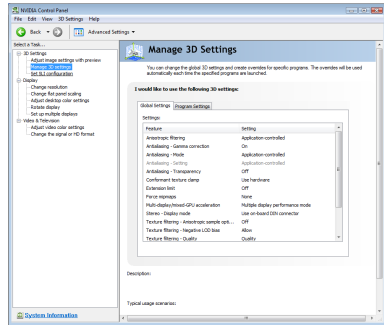 NVIDIA Control Panel
File Edit View 3D Settings Help
Back Advanced Settings
Select a Task...
3D Settings
Adjust image settings with preview
Manage 3D settings
Set SLI configuration
Display
Change resolution
Change flat panel scaling
Adjust desktop color settings
Rotate display
Set up multiple displays
Video & Television
Adjust video color settings
Change the signal or HD format
System Information
Manage 3D Settings
You can change the global 3D settings and create overrides for specific programs. The overrides will be used
automatically each time the specified programs are launched.
I would like to use the following 3D settings:
Global Settings Program Settings
Settings:
Feature Setting
Anisotropic filtering Application-controlled
Antialiasing - Gamma correction On
Antialiasing - Mode Application-controlled
Antialiasing - Setting Application-controlled
Antialiasing - Transparency Off
Conformant texture clamp Use hardware
Extension limit Off
Force mipmaps None
Multi-display/mixed-GPU acceleration Multiple display performance mode
Stereo - Display mode Use on-board DIN connector
Texture filtering - Anisotropic sample opti... Off
Texture filtering - Negative LOD bias Allow
Texture filtering - Quality Quality
Description:
Typical usage scenarios: